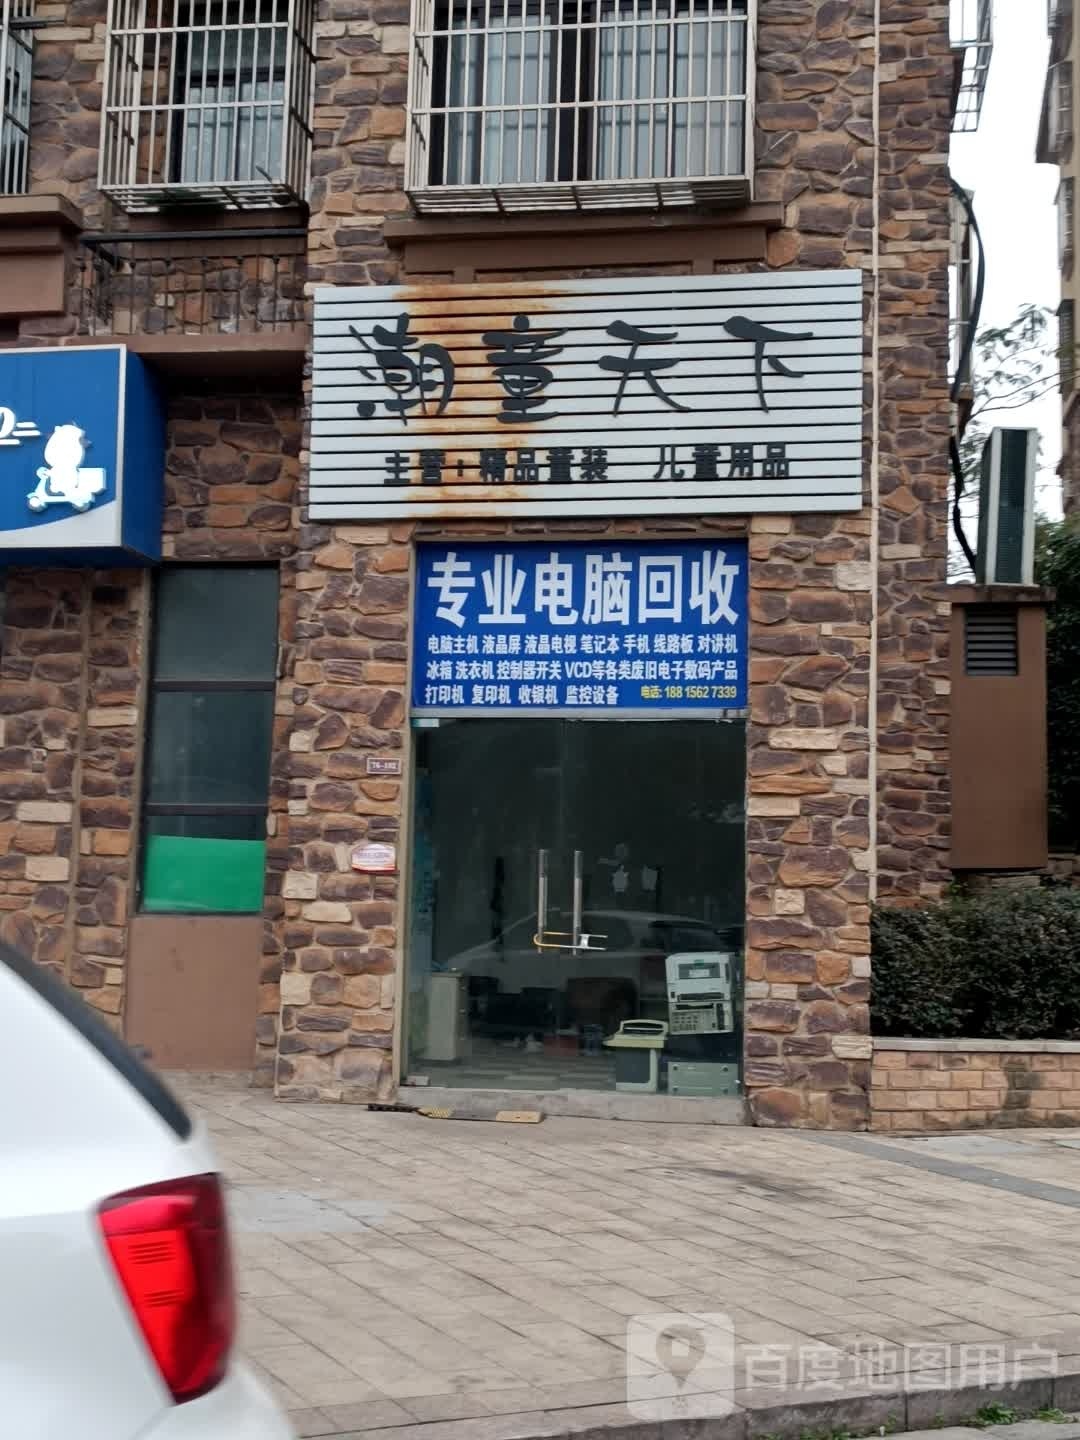 潮童天下
主营：精品童装 儿童用品
专业电脑回收
电脑主机 液晶屏 液晶电视 笔记本 手机 线路板 对讲机
冰箱 洗衣机 控制器开关 VCD等各类废旧电子数码产品
打印机 复印机 收银机 监控设备 电话: 188 1562 7339
76-102
百度地图用户